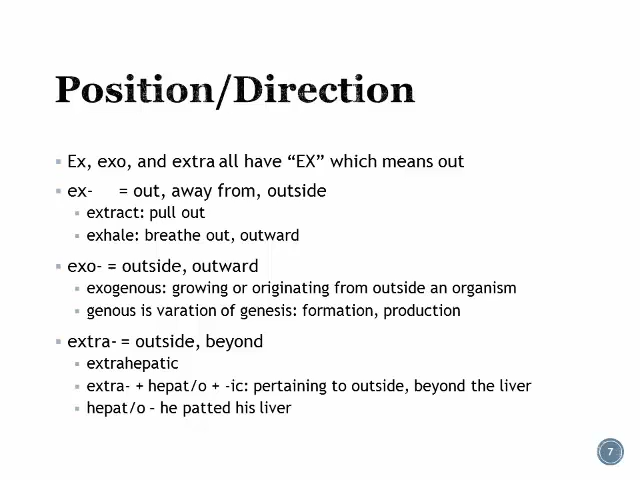 Position/Direction
Ex, exo, and extra all have “EX” which means out
ex- = out, away from, outside
extract: pull out
exhale: breathe out, outward
exo- = outside, outward
exogenous: growing or originating from outside an organism
genous is varation of genesis: formation, production
extra- = outside, beyond
extrahepatic
extra- + hepat/o + -ic: pertaining to outside, beyond the liver
hepat/o – he patted his liver
7